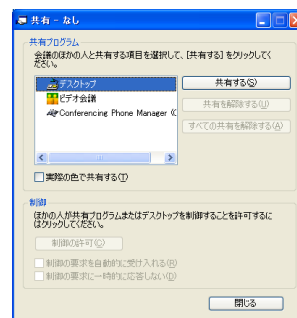 共有 - なし
共有プログラム
会議のほかの人と共有する項目を選択して、[共有する] をクリックしてく
ださい。
デスクトップ
ビデオ会議
Conferencing Phone Manager (C
共有する(S)
共有を解除する(U)
すべての共有を解除する(A)
実際の色で共有する(T)
制御
ほかの人が共有プログラムまたはデスクトップを制御することを許可するに
はクリックしてください。
制御の許可(C)
制御の要求を自動的に受け入れる(R)
制御の要求に一時的に応答しない(D)
閉じる